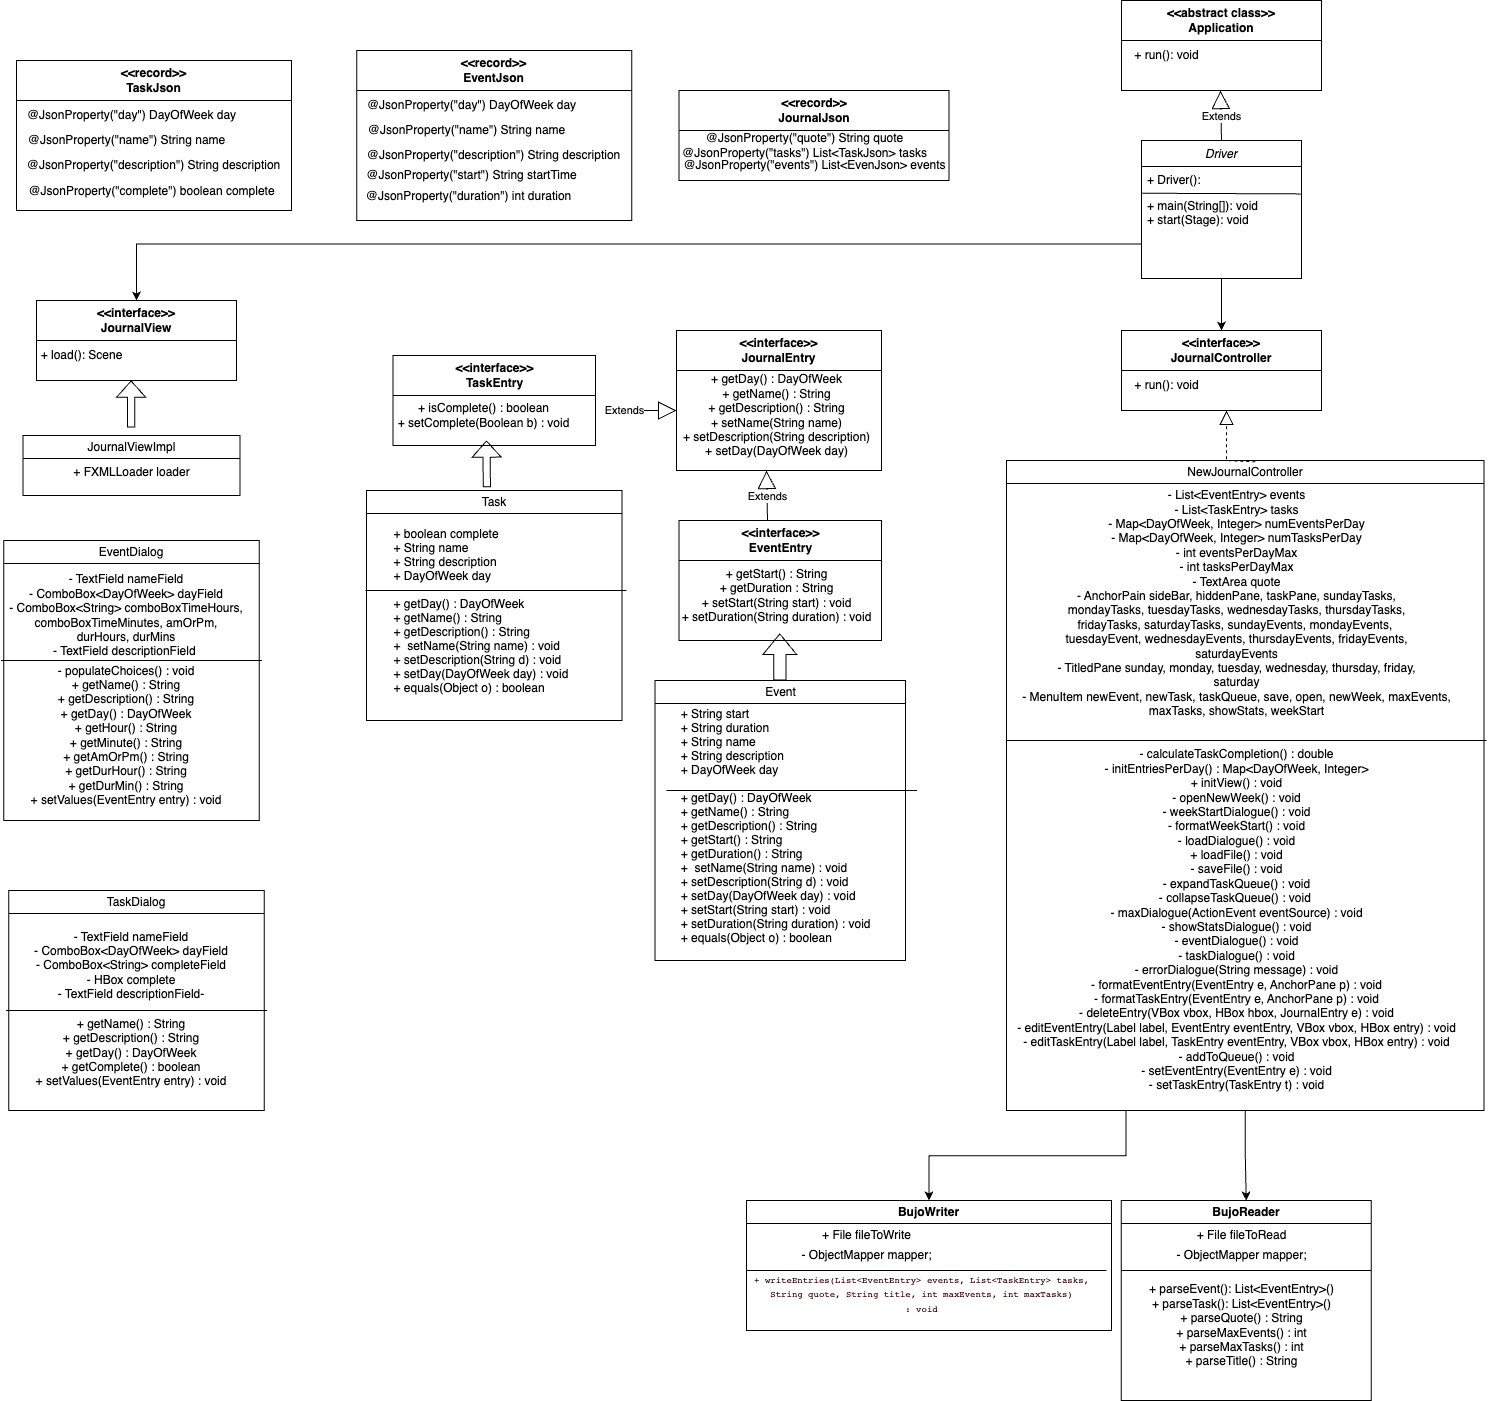 <<abstract class>>
Application
+ run(): void
<<record>>
TaskJson
@JsonProperty("day") DayOfWeek day
@JsonProperty("name") String name
@JsonProperty("description") String description
@JsonProperty("complete") boolean complete
<<record>>
EventJson
@JsonProperty("day") DayOfWeek day
@JsonProperty("name") String name
@JsonProperty("description") String description
@JsonProperty("start") String startTime
@JsonProperty("duration") int duration
<<record>>
JournalJson
@JsonProperty("quote") String quote
@JsonProperty("tasks") List<TaskJson> tasks
@JsonProperty("events") List<EvenJson> events
Extends
Driver
+ Driver():
+ main(String[]): void
+ start(Stage): void
<<interface>>
JournalView
+ load(): Scene
JournalViewImpl
+ FXMLLoader loader
<<interface>>
TaskEntry
+ isComplete() : boolean
+ setComplete(Boolean b) : void
Extends
<<interface>>
JournalEntry
+ getDay() : DayOfWeek
+ getName() : String
+ getDescription() : String
+ setName(String name)
+ setDescription(String description)
+ setDay(DayOfWeek day)
Extends
<<interface>>
JournalController
+ run(): void
Task
+ boolean complete
+ String name
+ String description
+ DayOfWeek day
+ getDay() : DayOfWeek
+ getName() : String
+ getDescription() : String
+ setName(String name) : void
+ setDescription(String d) : void
+ setDay(DayOfWeek day) : void
+ equals(Object o) : boolean
<<interface>>
EventEntry
+ getStart() : String
+ getDuration : String
+ setStart(String start) : void
+ setDuration(String duration) : void
Event
+ String start
+ String duration
+ String name
+ String description
+ DayOfWeek day
+ getDay() : DayOfWeek
+ getName() : String
+ getDescription() : String
+ getStart() : String
+ getDuration() : String
+ setName(String name) : void
+ setDescription(String d) : void
+ setDay(DayOfWeek day) : void
+ setStart(String start) : void
+ setDuration(String duration) : void
+ equals(Object o) : boolean
EventDialog
- TextField nameField
- ComboBox<DayOfWeek> dayField
- ComboBox<String> comboBoxTimeHours,
comboBoxTimeMinutes, amOrPm,
durHours, durMins
- TextField descriptionField
- populateChoices() : void
+ getName() : String
+ getDescription() : String
+ getDay() : DayOfWeek
+ getHour() : String
+ getMinute() : String
+ getAmOrPm() : String
+ getDurHour() : String
+ getDurMin() : String
+ setValues(EventEntry entry) : void
TaskDialog
- TextField nameField
- ComboBox<DayOfWeek> dayField
- ComboBox<String> completeField
- HBox complete
- TextField descriptionField-
+ getName() : String
+ getDescription() : String
+ getDay() : DayOfWeek
+ getComplete() : boolean
+ setValues(EventEntry entry) : void
NewJournalController
- List<EventEntry> events
- List<TaskEntry> tasks
- Map<DayOfWeek, Integer> numEventsPerDay
- Map<DayOfWeek, Integer> numTasksPerDay
- int eventsPerDayMax
- int tasksPerDayMax
- TextArea quote
- AnchorPain sideBar, hiddenPane, taskPane, sundayTasks,
mondayTasks, tuesdayTasks, wednesdayTasks, thursdayTasks,
fridayTasks, saturdayTasks, sundayEvents, mondayEvents,
tuesdayEvent, wednesdayEvents, thursdayEvents, fridayEvents,
saturdayEvents
- TitledPane sunday, monday, tuesday, wednesday, thursday, friday,
saturday
- MenuItem newEvent, newTask, taskQueue, save, open, newWeek, maxEvents,
maxTasks, showStats, weekStart
- calculateTaskCompletion() : double
- initEntriesPerDay() : Map<DayOfWeek, Integer>
+ initView() : void
- openNewWeek() : void
- weekStartDialogue() : void
- formatWeekStart() : void
- loadDialogue() : void
+ loadFile() : void
- saveFile() : void
- expandTaskQueue() : void
- collapseTaskQueue() : void
- maxDialogue(ActionEvent eventSource) : void
- showStatsDialogue() : void
- eventDialogue() : void
- taskDialogue() : void
- errorDialogue(String message) : void
- formatEventEntry(EventEntry e, AnchorPane p) : void
- formatTaskEntry(EventEntry e, AnchorPane p) : void
- deleteEntry(VBox vbox, HBox hbox, JournalEntry e) : void
- editEventEntry(Label label, EventEntry eventEntry, VBox vbox, HBox entry) : void
- editTaskEntry(Label label, TaskEntry eventEntry, VBox vbox, HBox entry) : void
- addToQueue() : void
- setEventEntry(EventEntry e) : void
- setTaskEntry(TaskEntry t) : void
BujoWriter
+ File fileToWrite
- ObjectMapper mapper;
+ writeEntries(List<EventEntry> events, List<TaskEntry> tasks,
String quote, String title, int maxEvents, int maxTasks)
: void
BujoReader
+ File fileToRead
- ObjectMapper mapper;
+ parseEvent(): List<EventEntry>()
+ parseTask(): List<EventEntry>()
+ parseQuote() : String
+ parseMaxEvents() : int
+ parseMaxTasks() : int
+ parseTitle() : String